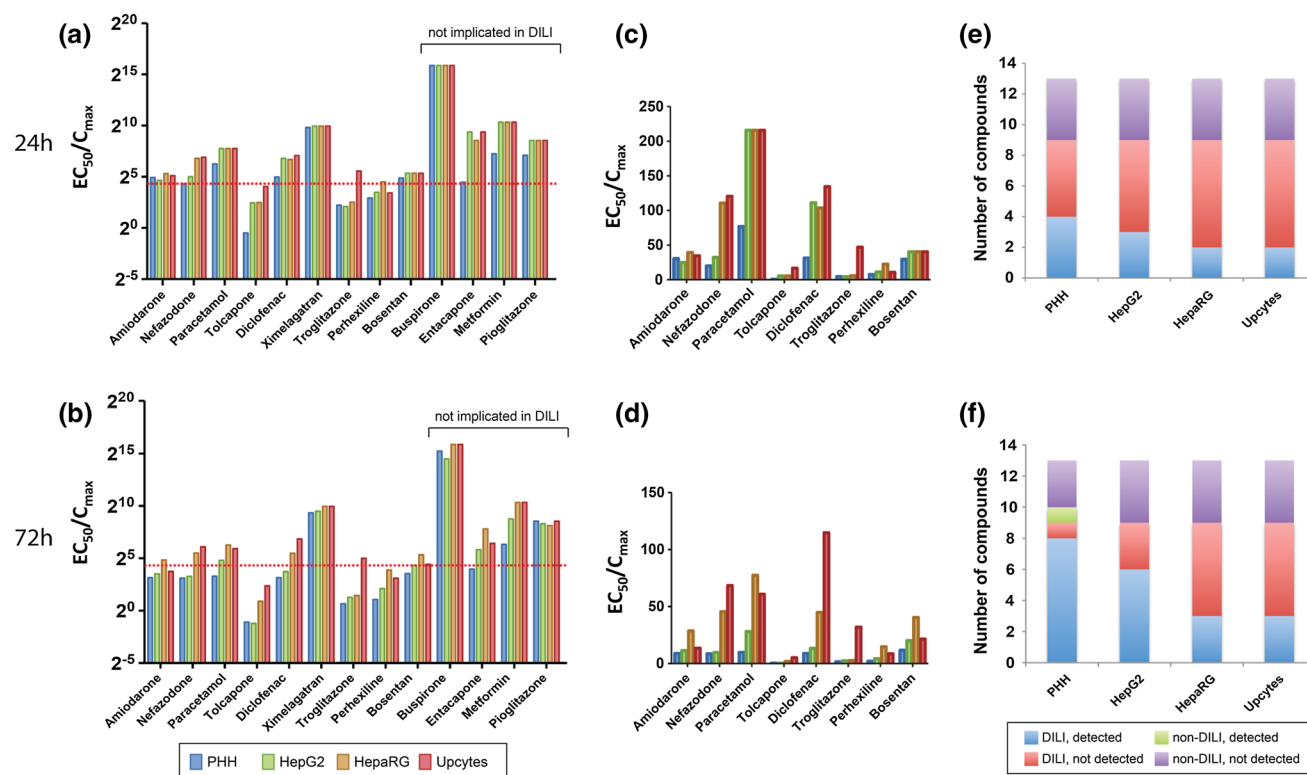 (a)
not implicated in DILI
24h
EC50/Cmax
2^20
2^15
2^10
2^5
2^0
2^-5
Amiodarone
Nefazodone
Paracetamol
Tolcapone
Diclofenac
Ximelagatran
Troglitazone
Perhexiline
Bosentan
Buspirone
Entacapone
Metformin
Pioglitazone
(c)
EC50/Cmax
250
200
150
100
50
0
Amiodarone
Nefazodone
Paracetamol
Tolcapone
Diclofenac
Troglitazone
Perhexiline
Bosentan
(e)
Number of compounds
14
12
10
8
6
4
2
0
PHH
HepG2
HepaRG
Upcytes
(b)
not implicated in DILI
72h
EC50/Cmax
2^20
2^15
2^10
2^5
2^0
2^-5
Amiodarone
Nefazodone
Paracetamol
Tolcapone
Diclofenac
Ximelagatran
Troglitazone
Perhexiline
Bosentan
Buspirone
Entacapone
Metformin
Pioglitazone
PHH HepG2 HepaRG Upcytes
(d)
EC50/Cmax
150
100
50
0
Amiodarone
Nefazodone
Paracetamol
Tolcapone
Diclofenac
Troglitazone
Perhexiline
Bosentan
(f)
Number of compounds
14
12
10
8
6
4
2
0
PHH
HepG2
HepaRG
Upcytes
DILI, detected non-DILI, detected
DILI, not detected non-DILI, not detected